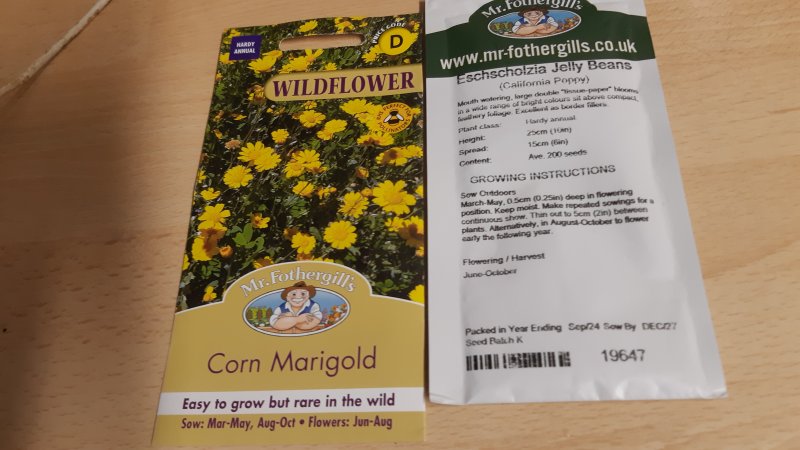 HARDY
ANNUAL
PRICE CODE
D
WILDFLOWER
PERFECT FOR
POLLINATORS
Mr. Fothergill's
Corn Marigold
Easy to grow but rare in the wild
Sow: Mar-May, Aug-Oct • Flowers: Jun-Aug
Mr. Fothergill's
www.mr-fothergills.co.uk
Eschscholzia Jelly Beans
(California Poppy)
Mouth watering, large double "tissue-paper" blooms
in a wide range of bright colours sit above compact,
feathery foliage. Excellent as border fillers.
Plant class: Hardy annual
Height: 25cm (10in)
Spread: 15cm (6in)
Content: Ave. 200 seeds
GROWING INSTRUCTIONS
Sow Outdoors
March-May, 0.5cm (0.25in) deep in flowering
position. Keep moist. Make repeated sowings for a
continuous show. Thin out to 5cm (2in) between
plants. Alternatively, in August-October to flower
early the following year.
Flowering / Harvest
June-October
Packed in Year Ending Sep/24 Sow By DEC/27
Seed Batch K
19647